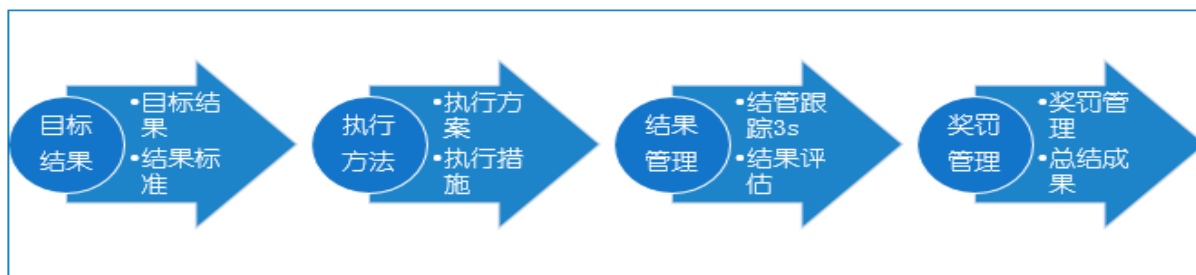 目标
结果
•目标结
果
•结果标
准
执行
方法
•执行方
案
•执行措
施
结果
管理
•结管跟
踪3s
•结果评
估
奖罚
管理
•奖罚管
理
•总结成
果